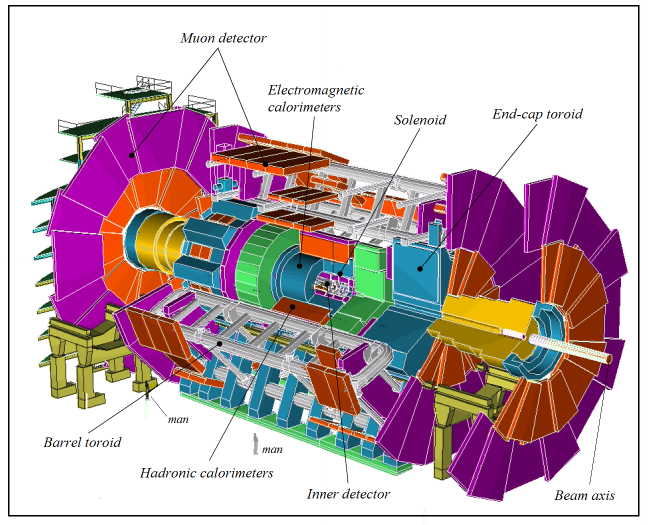 Muon detector
Electromagnetic
calorimeters
Solenoid
End-cap toroid
man
Barrel toroid
man
Hadronic calorimeters
Inner detector
Beam axis